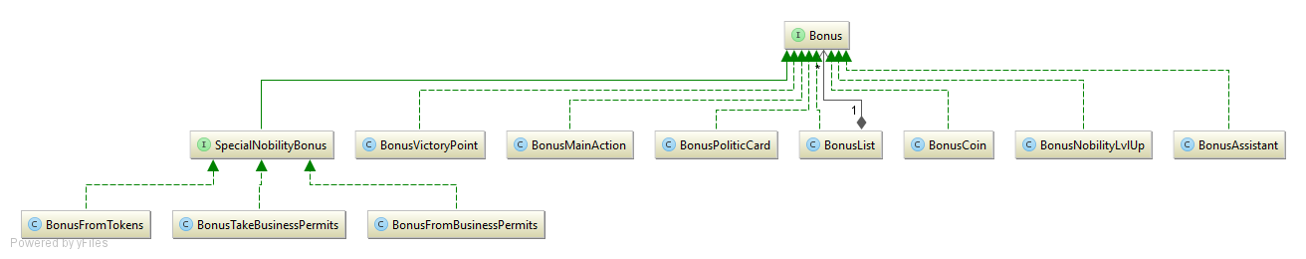 I Bonus
*
1
I SpecialNobilityBonus
C BonusVictoryPoint
C BonusMainAction
C BonusPoliticCard
C BonusList
C BonusCoin
C BonusNobilityLvlUp
C BonusAssistant
C BonusFromTokens
C BonusTakeBusinessPermits
C BonusFromBusinessPermits
Powered by yFiles